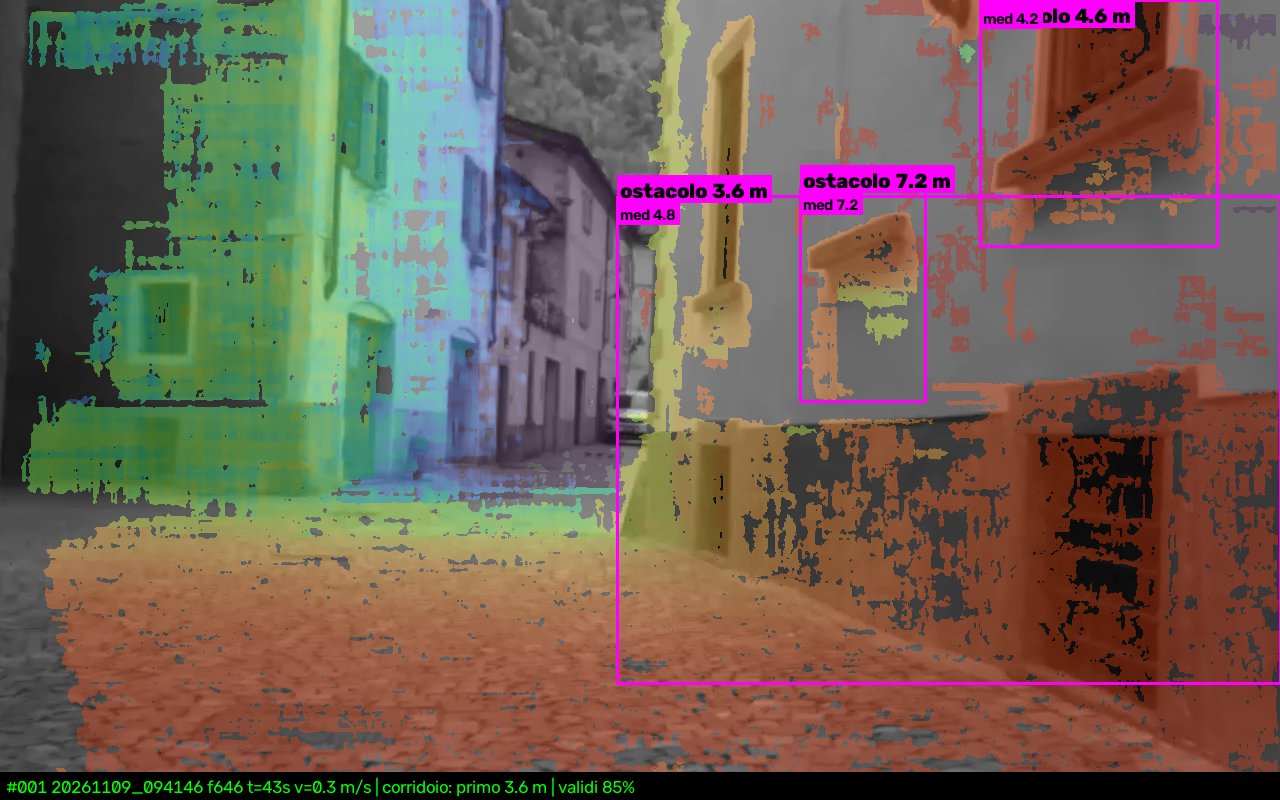 med 4.2
olo 4.6 m
ostacolo 7.2 m
med 7.2
ostacolo 3.6 m
med 4.8
#001 20261109_094146 f646 t=43s v=0.3 m/s | corridoio: primo 3.6 m | validi 85%